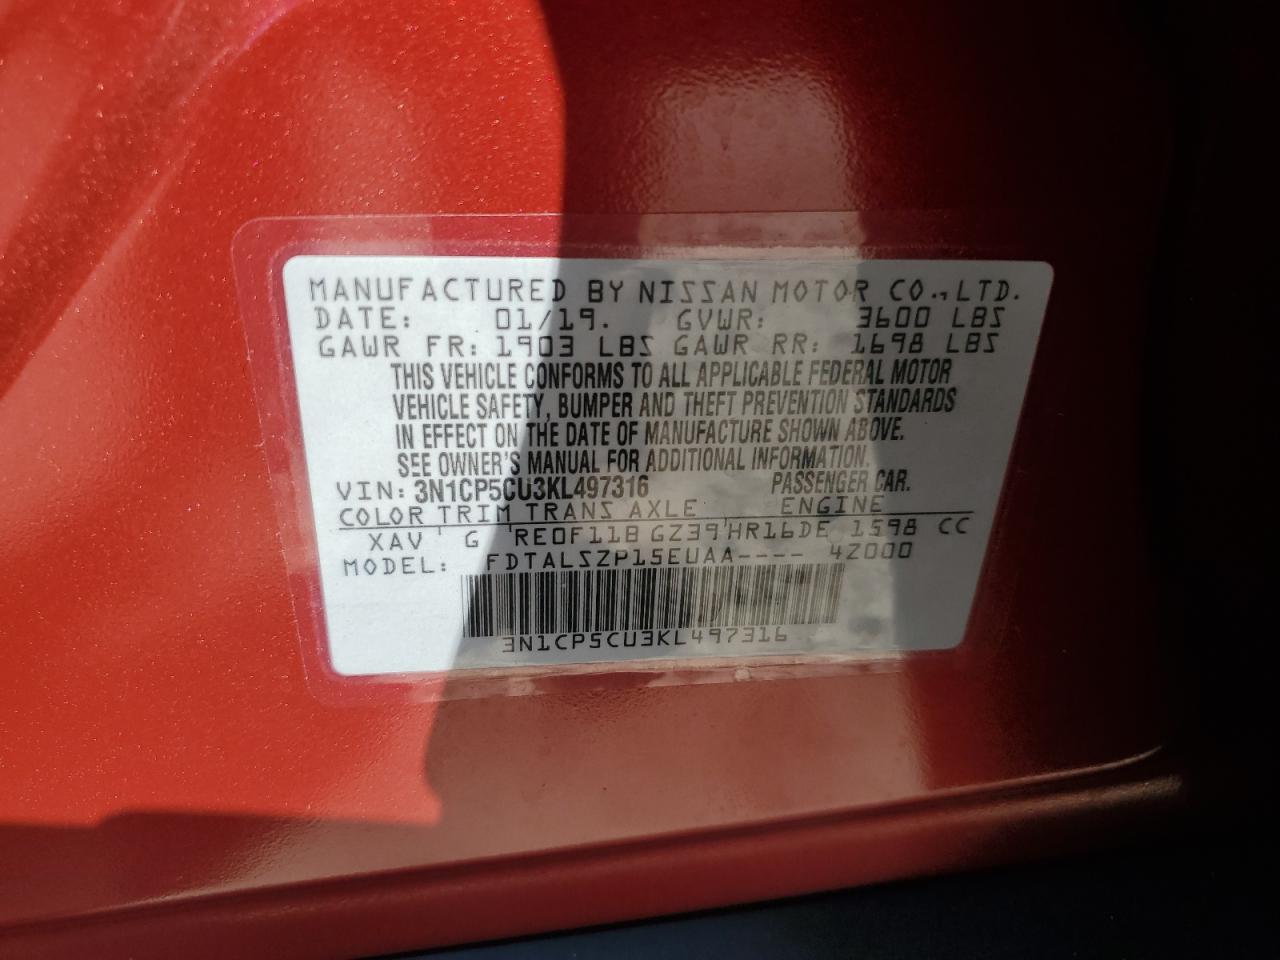 MANUFACTURED BY NISSAN MOTOR CO.,LTD.
DATE: 01/19. GVWR: 3600 LBS
GAWR FR: 1903 LBS GAWR RR: 1698 LBS
THIS VEHICLE CONFORMS TO ALL APPLICABLE FEDERAL MOTOR
VEHICLE SAFETY, BUMPER AND THEFT PREVENTION STANDARDS
IN EFFECT ON THE DATE OF MANUFACTURE SHOWN ABOVE.
SEE OWNER'S MANUAL FOR ADDITIONAL INFORMATION.
VIN: 3N1CP5CU3KL497316 PASSENGER CAR.
COLOR TRIM TRANS AXLE ENGINE
XAV G RE0F11B GZ39 HR16DE 1598 CC
MODEL: FDTALSZP15EUAA---- 4Z000
3N1CP5CU3KL497316